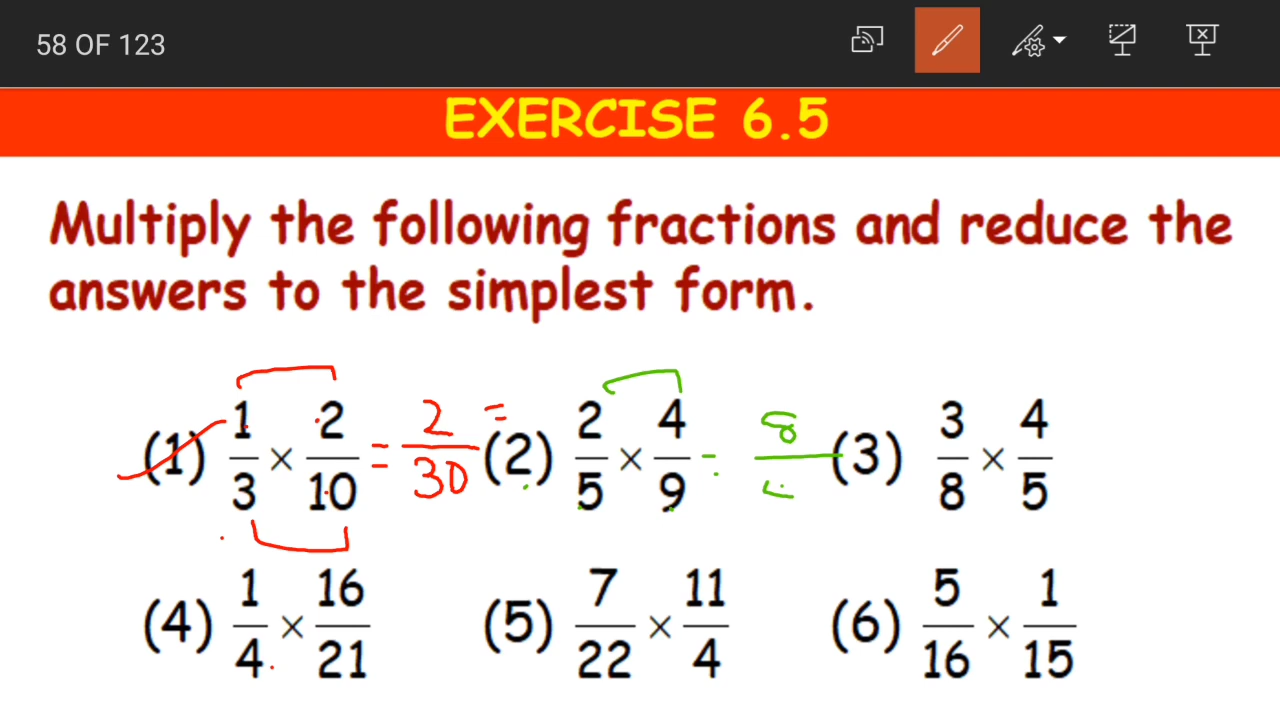 58 OF 123
EXERCISE 6.5
Multiply the following fractions and reduce the
answers to the simplest form.
(1) 1/3 × 2/10 = 2/30 = (2) 2/5 × 4/9 = 8/ (3) 3/8 × 4/5
(4) 1/4 × 16/21 (5) 7/22 × 11/4 (6) 5/16 × 1/15